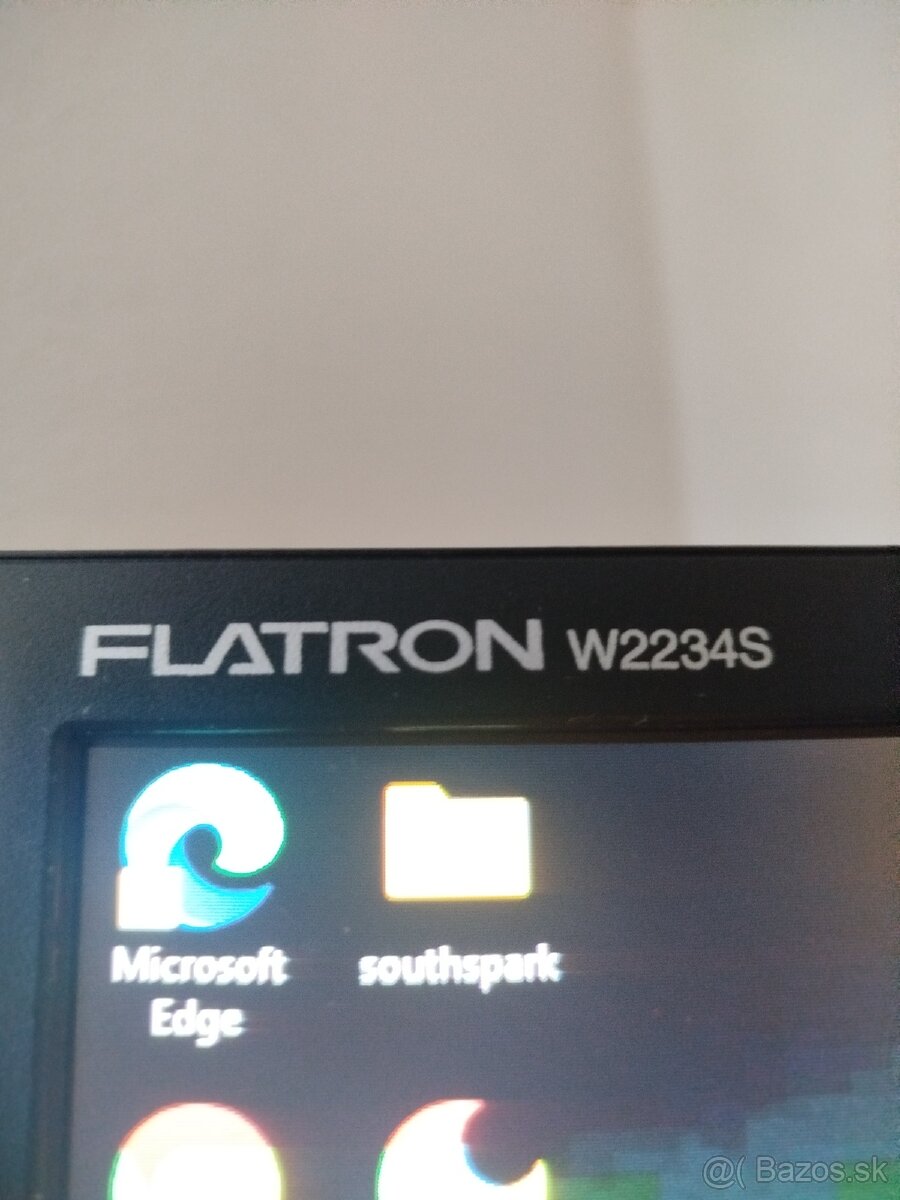 FLATRON W2234S
Microsoft
Edge
southspark
@( Bazos.sk